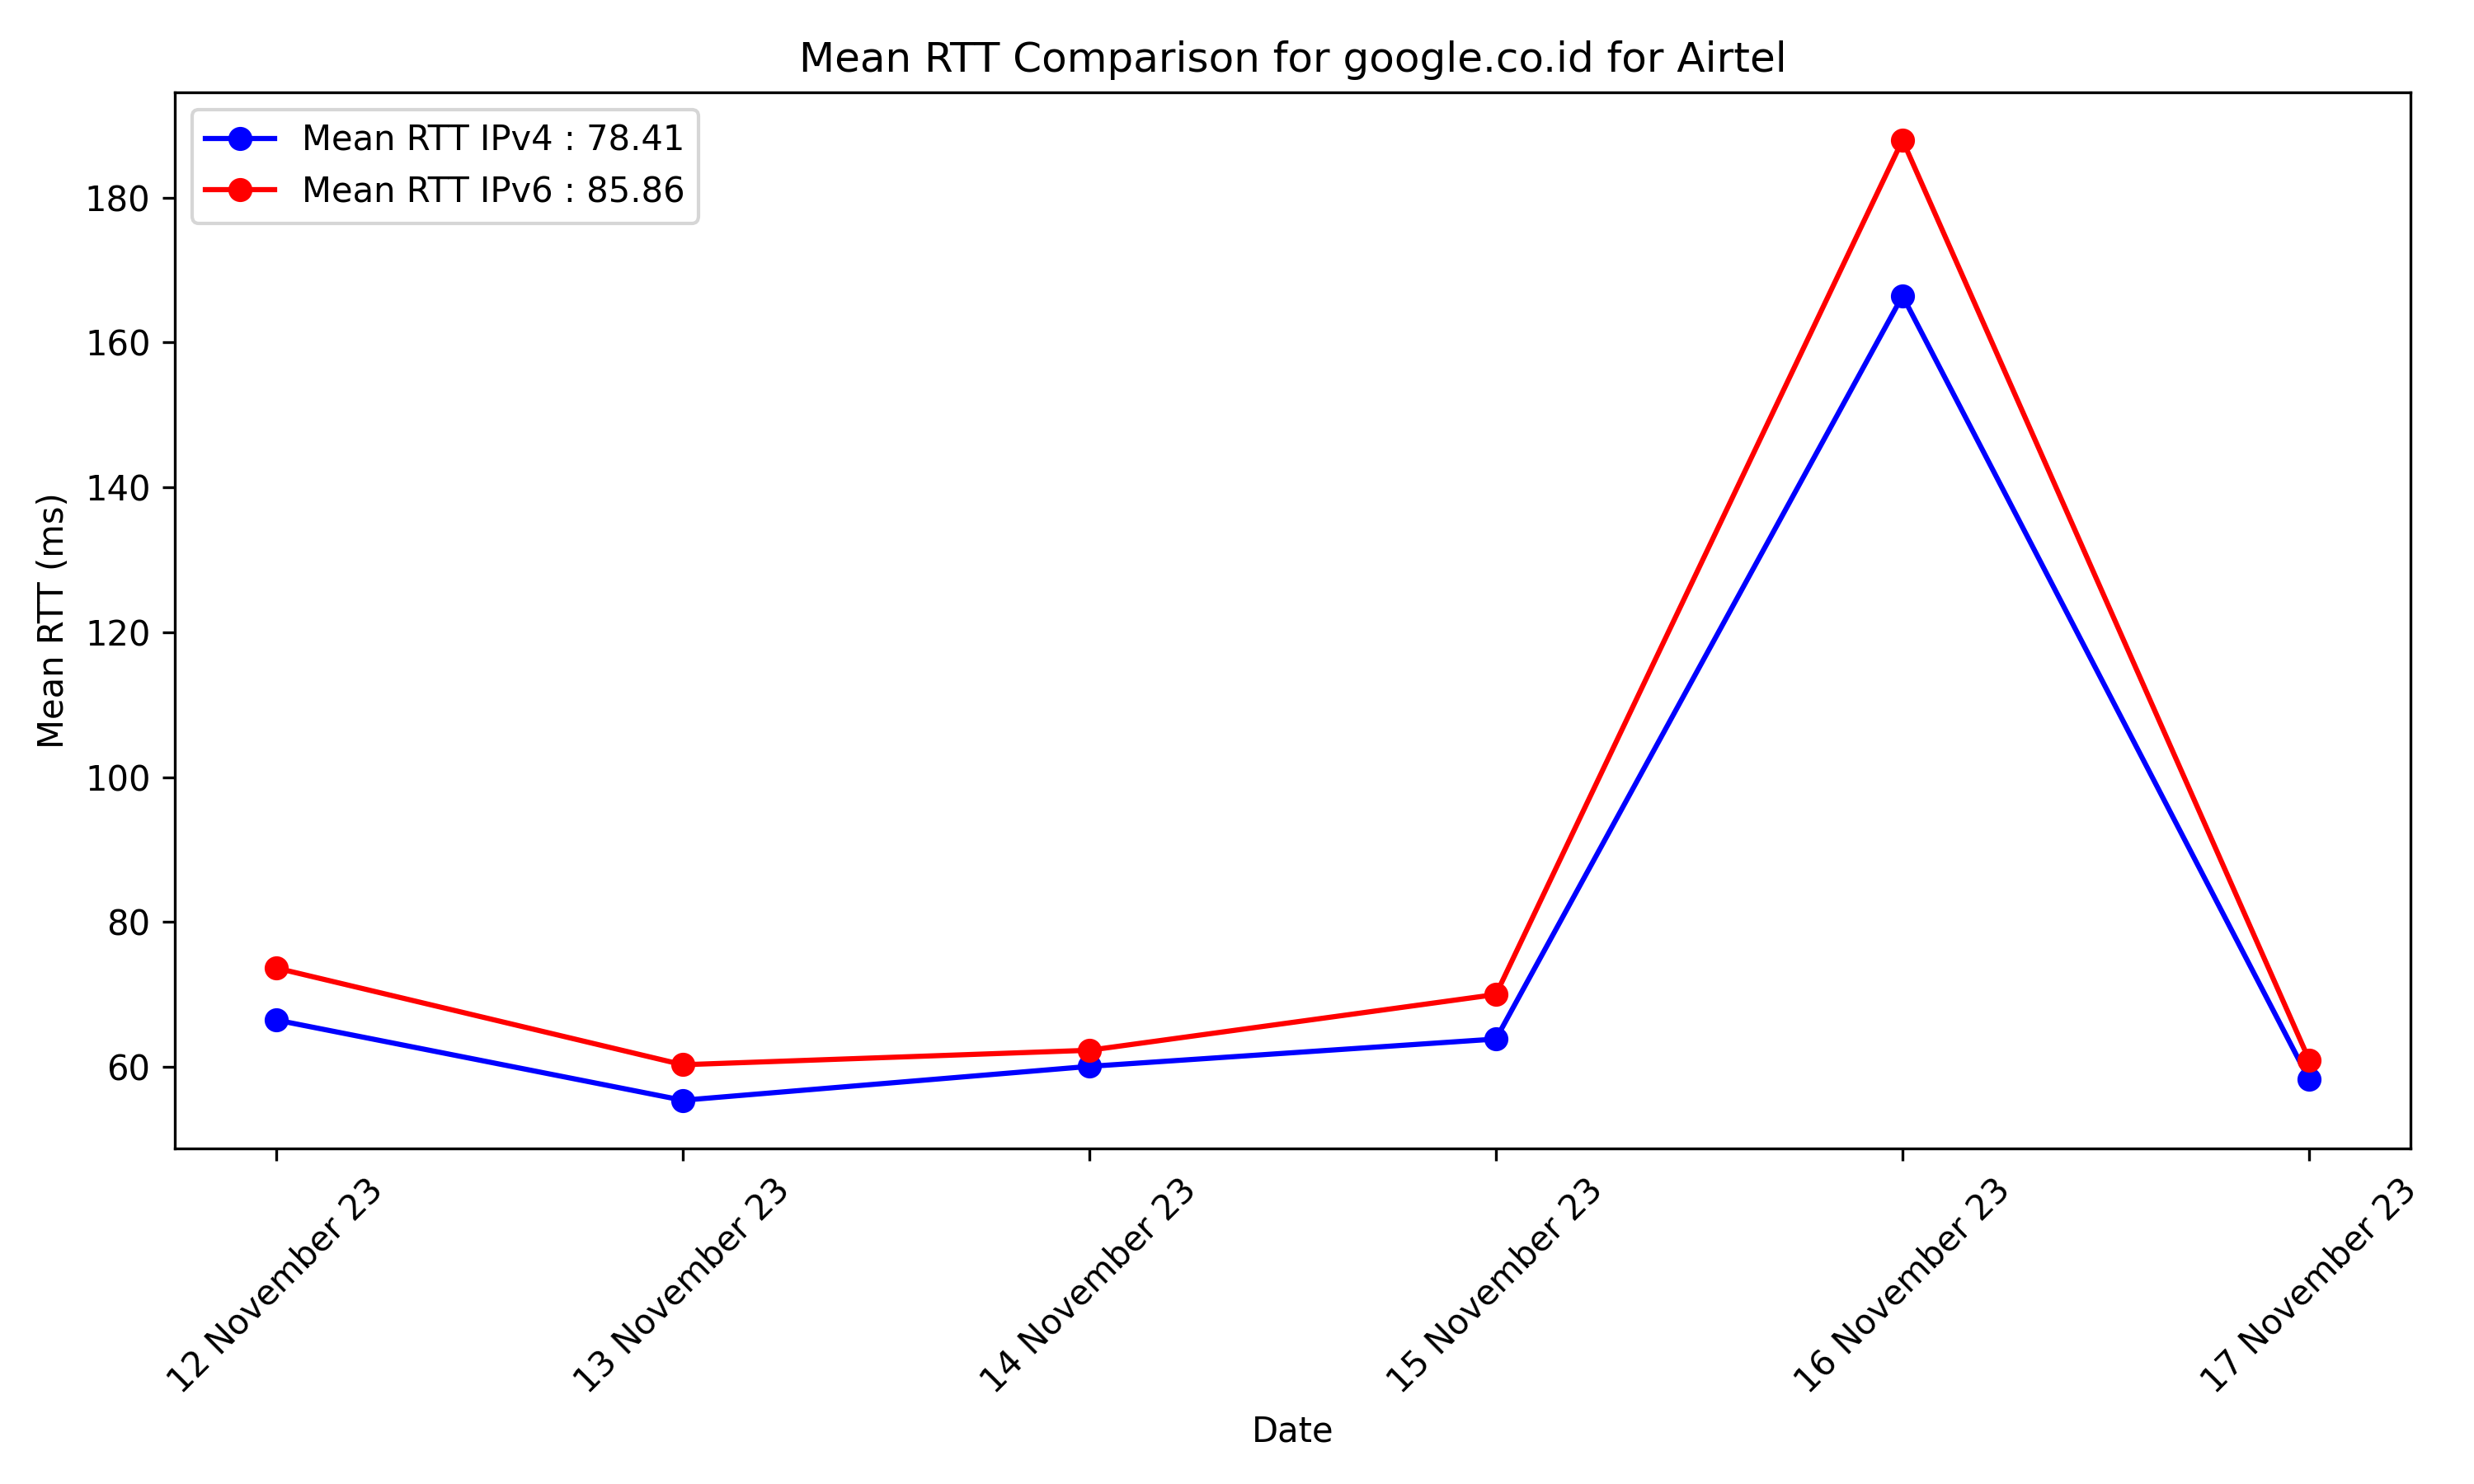 Mean RTT Comparison for google.co.id for Airtel
Mean RTT IPv4 : 78.41
Mean RTT IPv6 : 85.86
Mean RTT (ms)
180
160
140
120
100
80
60
12 November 23
13 November 23
14 November 23
15 November 23
16 November 23
17 November 23
Date